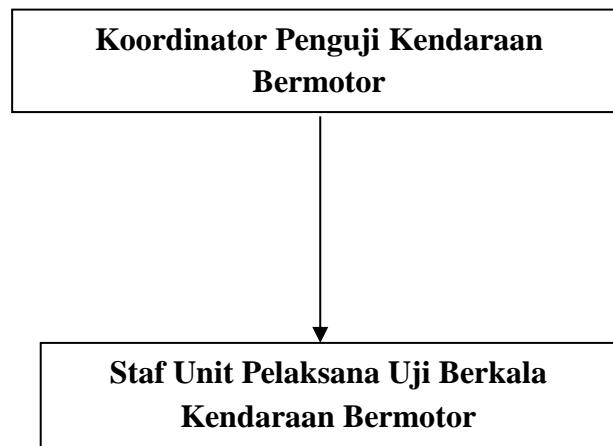 Koordinator Penguji Kendaraan
Bermotor
Staf Unit Pelaksana Uji Berkala
Kendaraan Bermotor